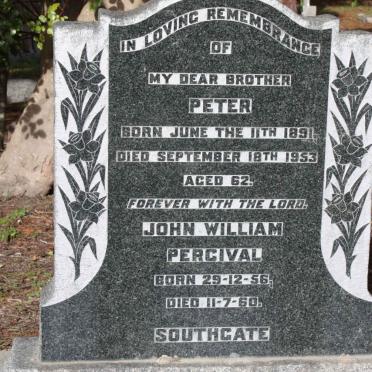 IN LOVING REMEMBRANCE
OF
MY DEAR BROTHER
PETER
BORN JUNE THE 11TH 1891.
DIED SEPTEMBER 18TH 1953
AGED 62.
FOREVER WITH THE LORD.
JOHN WILLIAM
PERCIVAL
BORN 29-12-56,
DIED 11-7-60.
SOUTHGATE